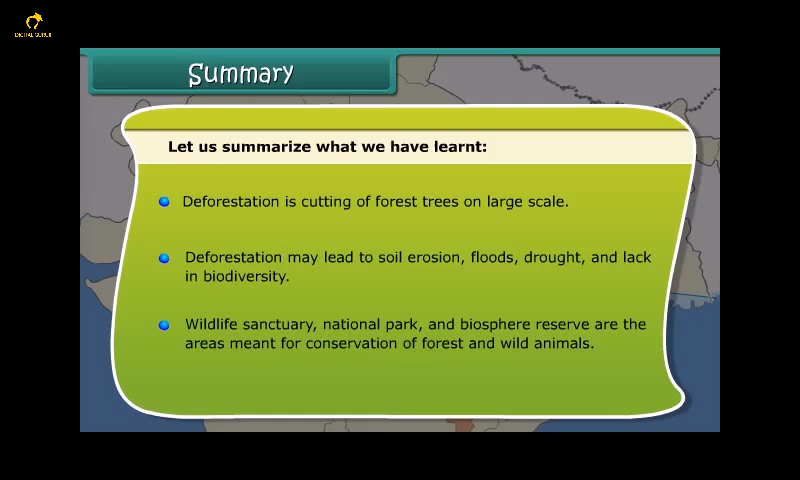 DIGITAL GURUJI
Summary
Let us summarize what we have learnt:
Deforestation is cutting of forest trees on large scale.
Deforestation may lead to soil erosion, floods, drought, and lack
in biodiversity.
Wildlife sanctuary, national park, and biosphere reserve are the
areas meant for conservation of forest and wild animals.